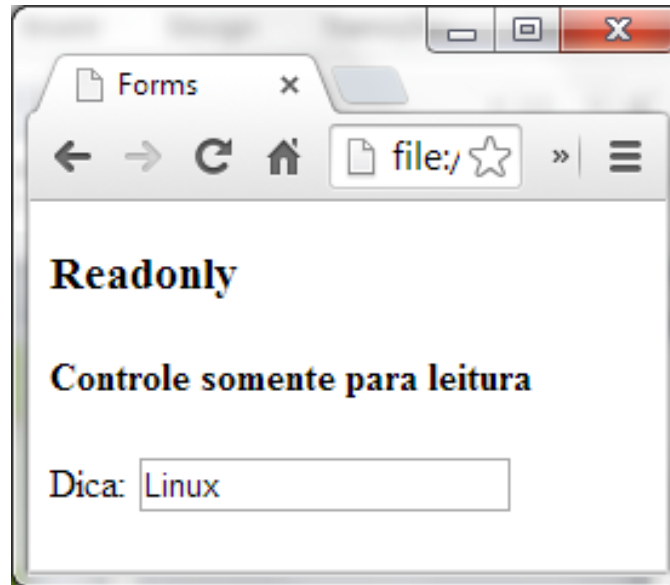 Forms
file:/
Readonly
Controle somente para leitura
Dica: Linux